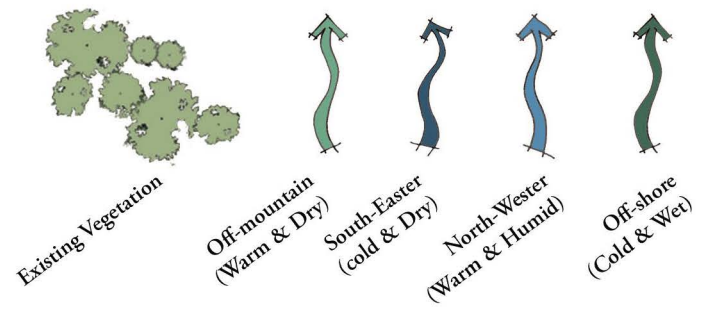 Existing Vegetation
Off-mountain
(Warm & Dry)
South-Easter
(cold & Dry)
North-Wester
(Warm & Humid)
Off-shore
(Cold & Wet)